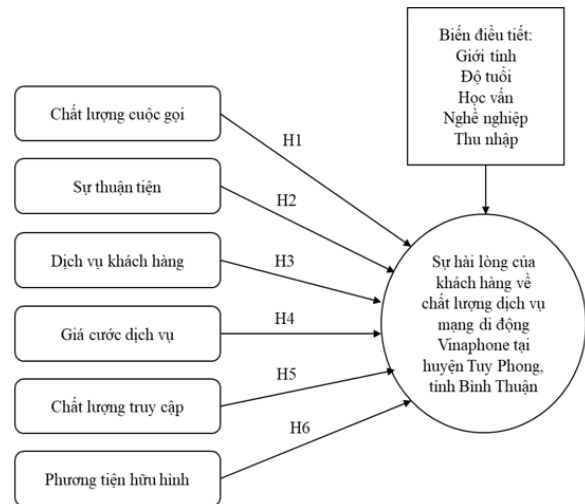 Biến điều tiết:
Giới tính
Độ tuổi
Học vấn
Nghề nghiệp
Thu nhập
Chất lượng cuộc gọi
H1
Sự thuận tiện
H2
Dịch vụ khách hàng
H3
Giá cước dịch vụ
H4
Chất lượng truy cập
H5
Phương tiện hữu hình
H6
Sự hài lòng của
khách hàng về
chất lượng dịch vụ
mạng di động
Vinaphone tại
huyện Tuy Phong,
tỉnh Bình Thuận